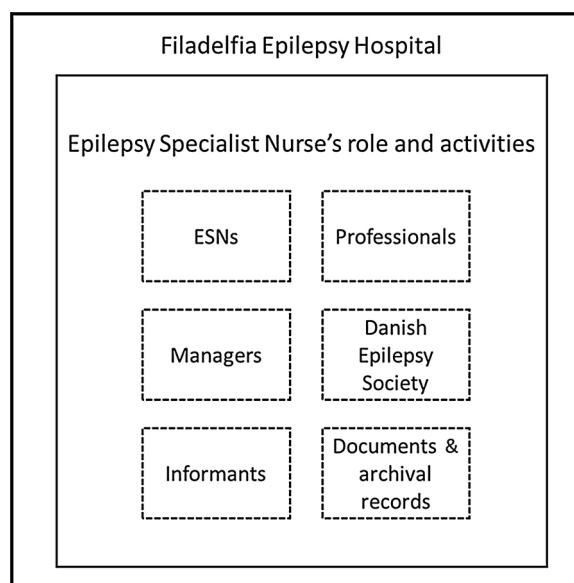 Filadelfia Epilepsy Hospital
Epilepsy Specialist Nurse's role and activities
ESNs
Professionals
Managers
Danish
Epilepsy
Society
Informants
Documents &
archival
records